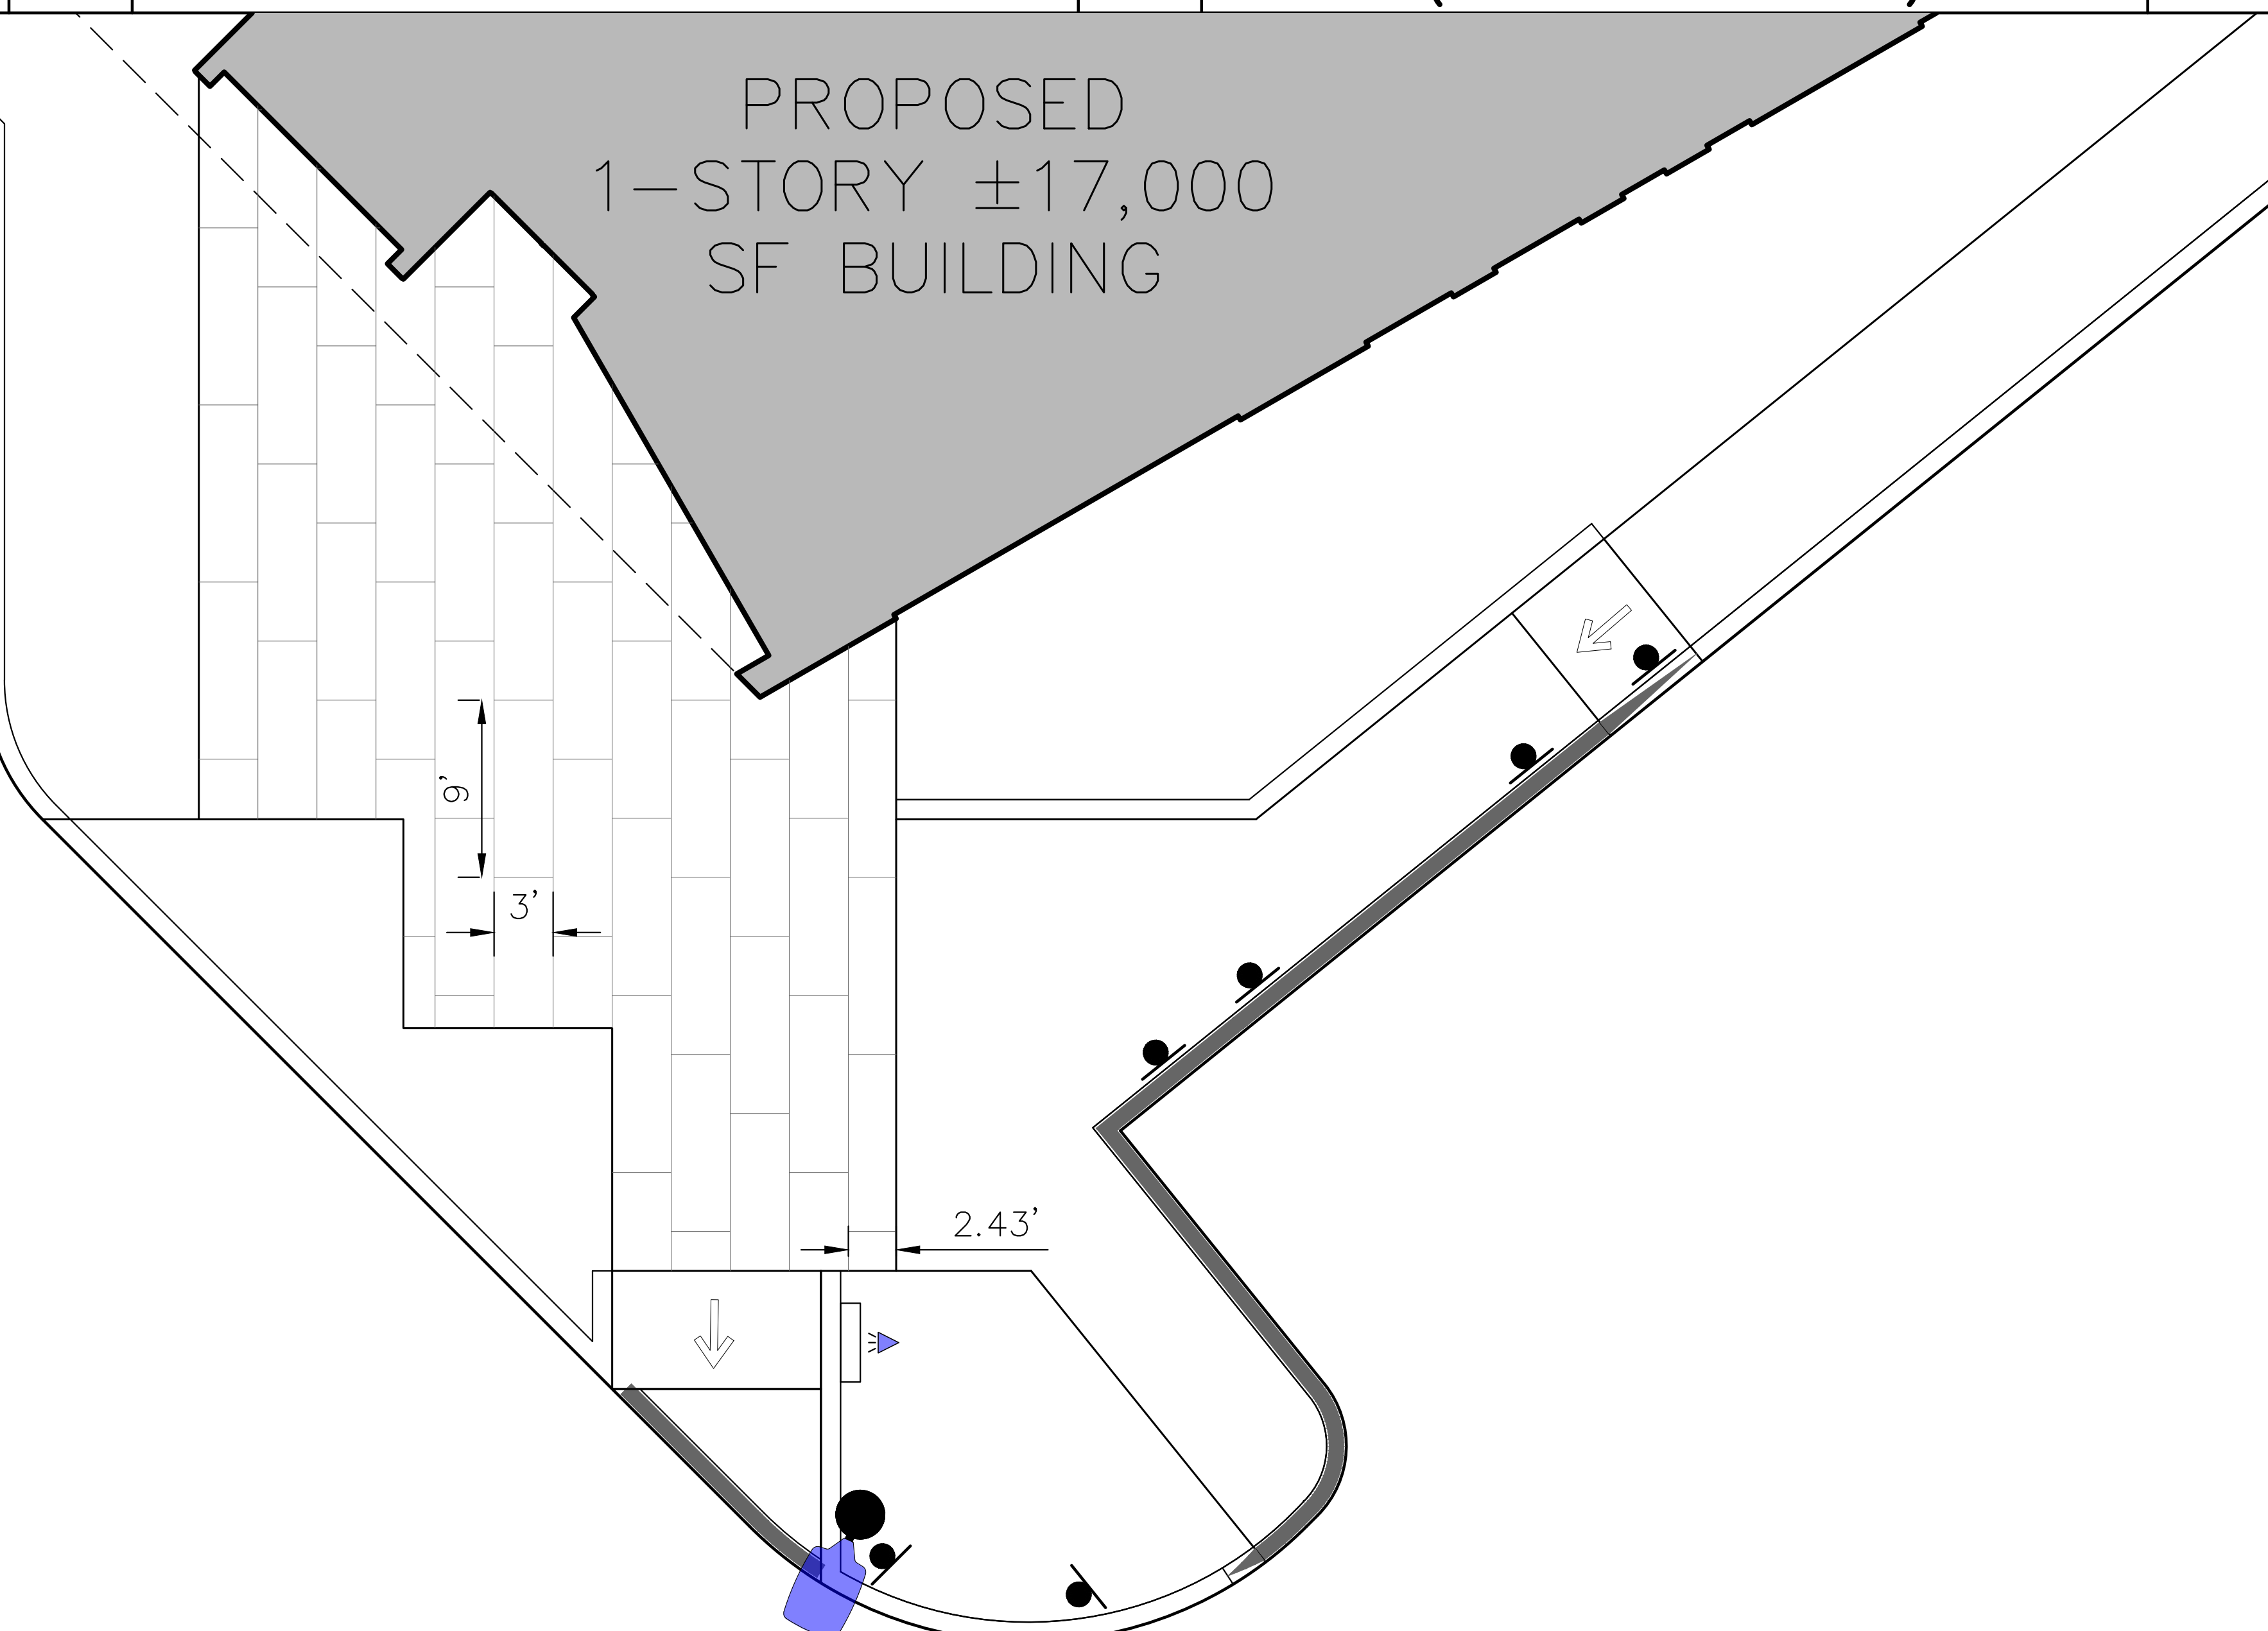 PROPOSED
1-STORY ±17,000
SF BUILDING
9'
3'
2.43'